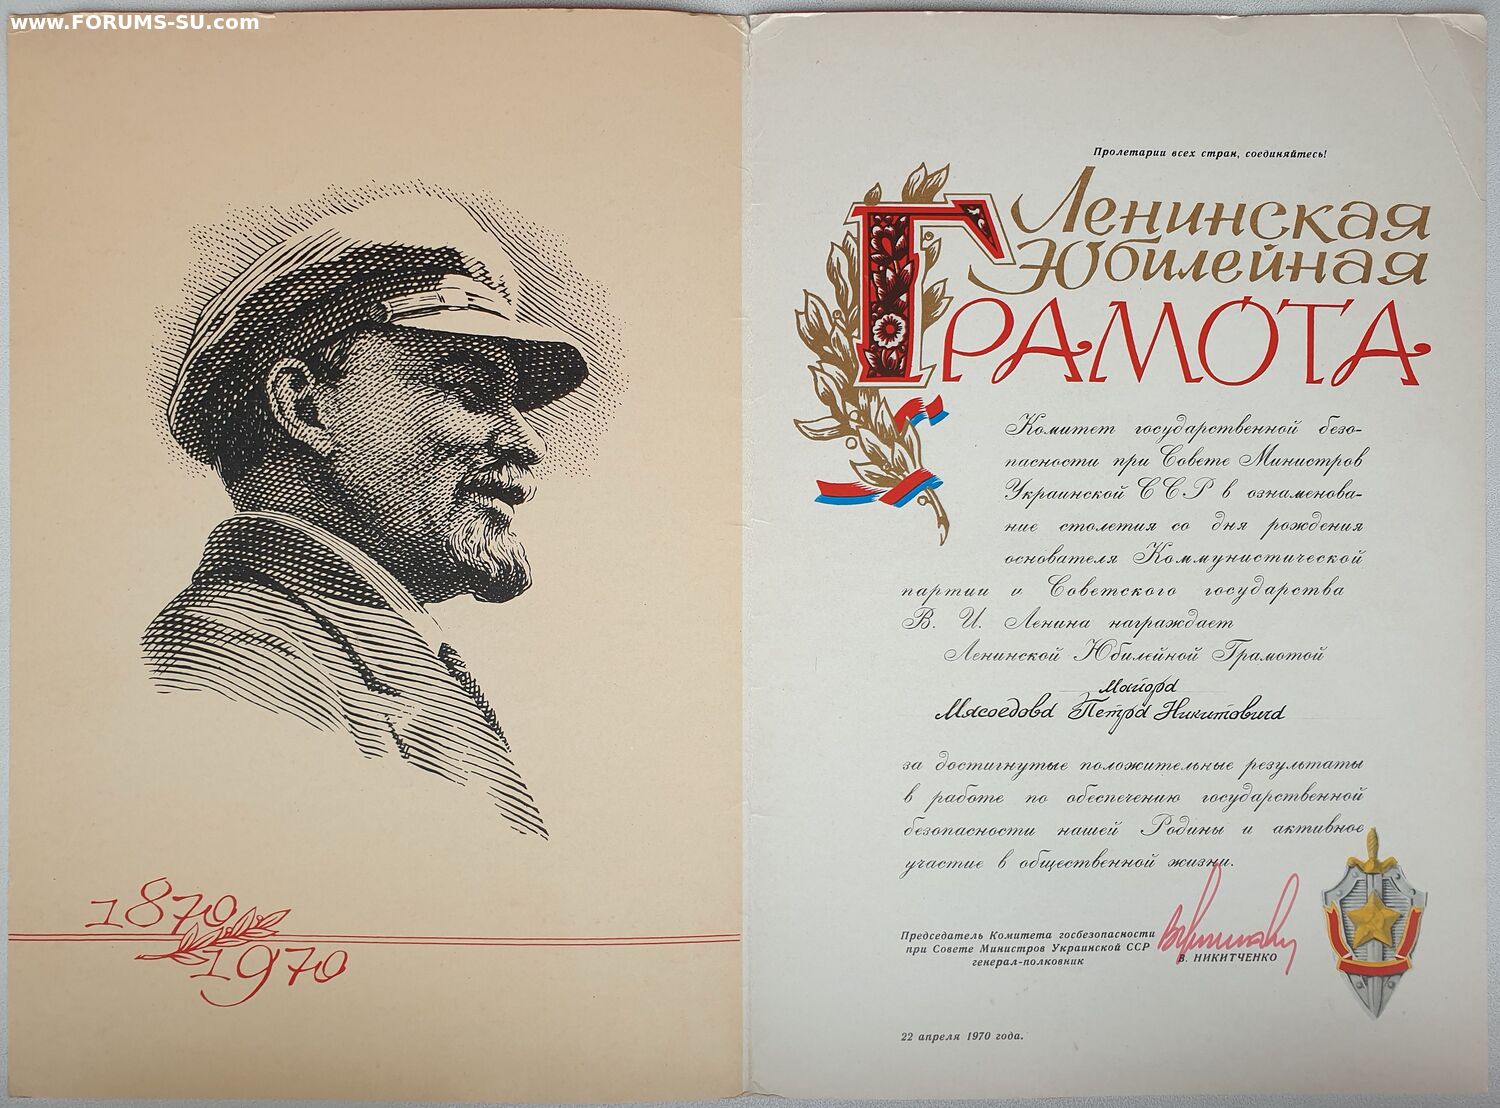 www.FORUMS-SU.com
1870
1970
Пролетарии всех стран, соединяйтесь!
Ленинская
Юбилейная
ГРАМОТА
Комитет государственной безо-
пасности при Совете Министров
Украинской ССР в ознаменова-
ние столетия со дня рождения
основателя Коммунистической
партии и Советского государства
В. И. Ленина награждает
Ленинской Юбилейной Грамотой
Майора
Мясоедова Петра Никитовича
за достигнутые положительные результаты
в работе по обеспечению государственной
безопасности нашей Родины и активное
участие в общественной жизни.
Председатель Комитета госбезопасности
при Совете Министров Украинской ССР
генерал-полковник
В. НИКИТЧЕНКО
22 апреля 1970 года.